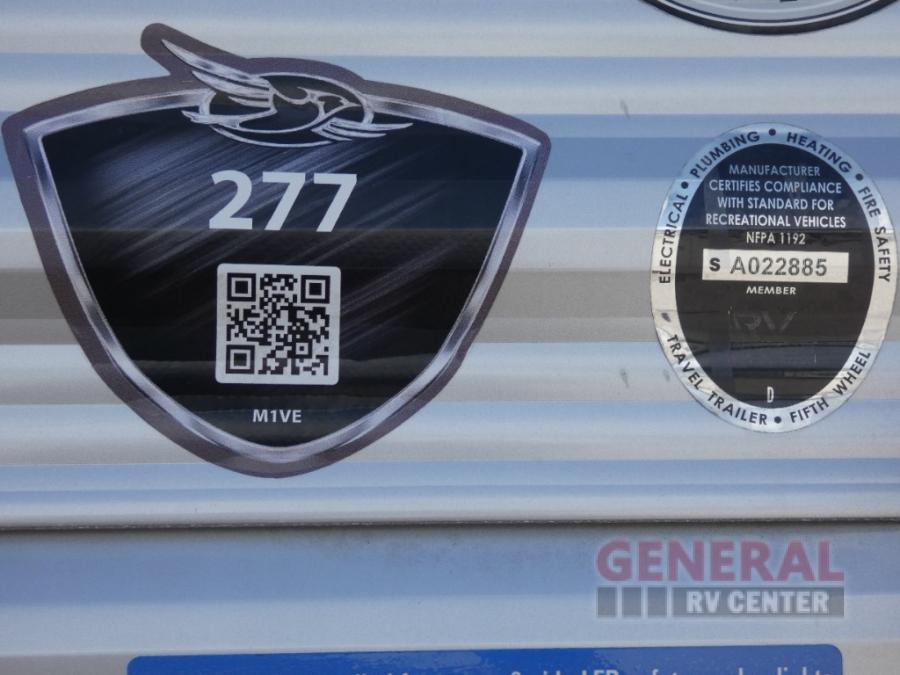 277
M1VE
ELECTRICAL • PLUMBING • HEATING • FIRE SAFETY
MANUFACTURER
CERTIFIES COMPLIANCE
WITH STANDARD FOR
RECREATIONAL VEHICLES
NFPA 1192
S A022885
MEMBER
RV
D
• TRAVEL TRAILER • FIFTH WHEEL
GENERAL
RV CENTER